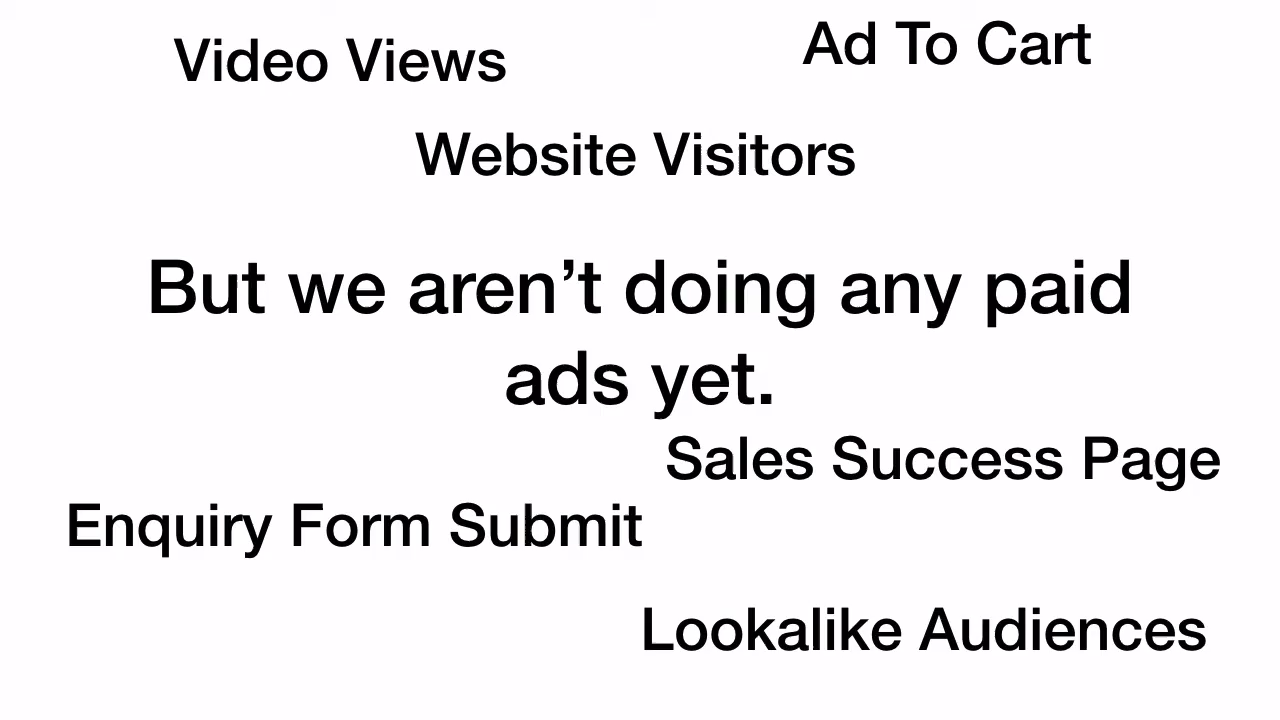 Video Views
Ad To Cart
Website Visitors
But we aren’t doing any paid
ads yet.
Sales Success Page
Enquiry Form Submit
Lookalike Audiences